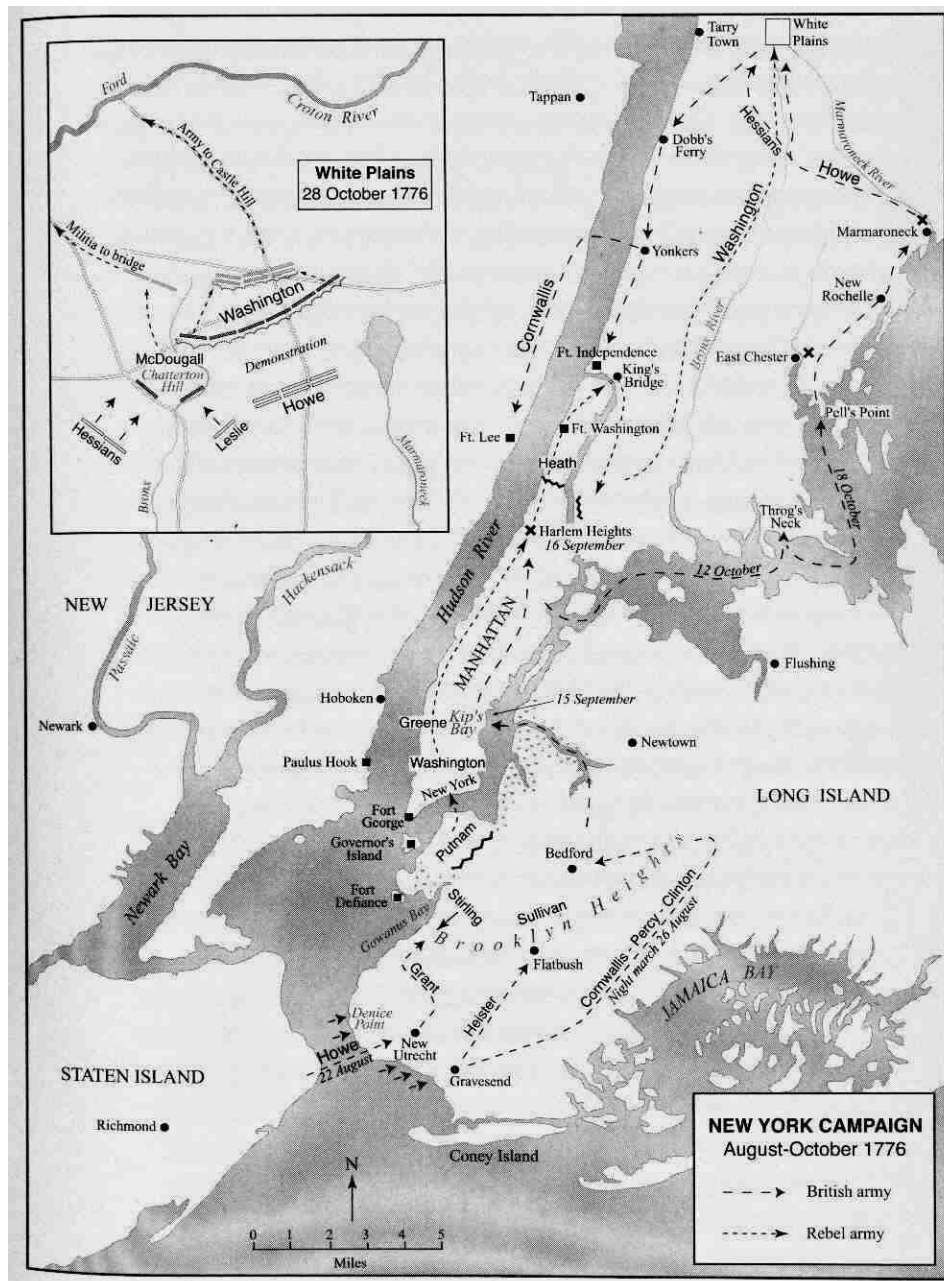 Ford
Croton River
Army to Castle Hill
White Plains
28 October 1776
Militia to bridge
Washington
McDougall
Chatterton
Hill
Demonstration
Howe
Hessians
Leslie
Bronx
Marmaroneck
Tarry
Town
White
Plains
Tappan
Hessians
Marmaroneck River
Dobb's
Ferry
Howe
Washington
Marmaroneck
Yonkers
Cornwallis
New
Rochelle
Bronx River
East Chester
Ft. Independence
King's
Bridge
Pell's Point
Ft. Lee
Ft. Washington
Heath
18 October
Throg's
Neck
Harlem Heights
16 September
12 October
Hudson River
NEW JERSEY
Hackensack
Passaic
MANHATTAN
Flushing
Hoboken
15 September
Newark
Greene
Kip's
Bay
Newtown
Paulus Hook
Washington
New York
LONG ISLAND
Fort
George
Putnam
Governor's
Island
Bedford
Newark Bay
Fort
Defiance
Stirling
Sullivan
Brooklyn Heights
Gowanus Bay
Flatbush
Cornwallis - Percy - Clinton
Night march 26 August
Grant
JAMAICA BAY
Heister
Denice
Point
Howe
22 August
New
Utrecht
STATEN ISLAND
Gravesend
Richmond
Coney Island
NEW YORK CAMPAIGN
August-October 1776
British army
Rebel army
N
0 1 2 3 4 5
Miles